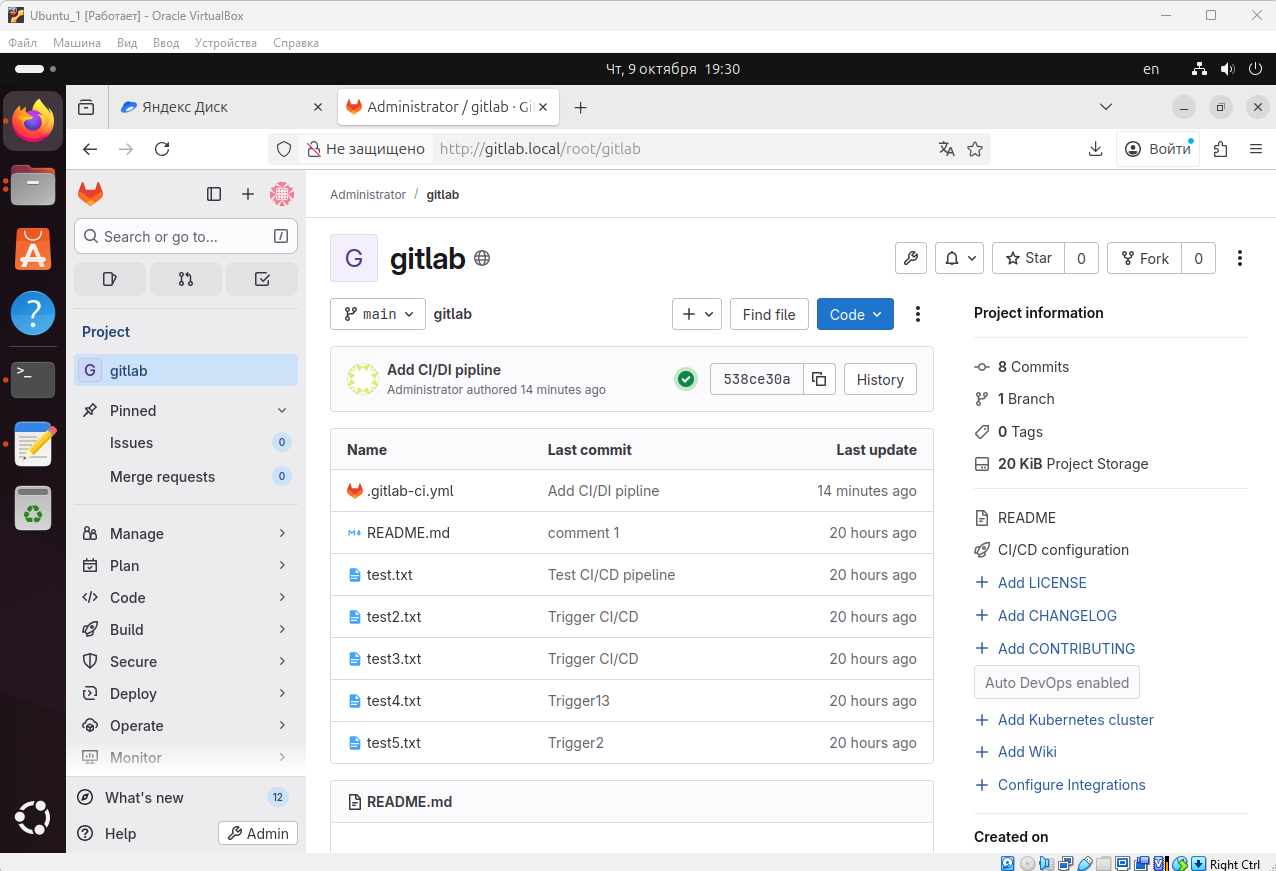 Ubuntu_1 [Работает] - Oracle VirtualBox
Файл Машина Вид Ввод Устройства Справка
Чт, 9 октября 19:30 en
Яндекс Диск Administrator / gitlab · Gi
Не защищено http://gitlab.local/root/gitlab Войти
Administrator / gitlab
Search or go to... /
G gitlab Star 0 Fork 0
main gitlab Find file Code
Project
G gitlab
Pinned
Issues 0
Merge requests 0
Manage
Plan
Code
Build
Secure
Deploy
Operate
Monitor
What's new 12
Help Admin
Add CI/DI pipline
Administrator authored 14 minutes ago
538ce30a History
Name Last commit Last update
.gitlab-ci.yml Add CI/DI pipline 14 minutes ago
README.md comment 1 20 hours ago
test.txt Test CI/CD pipeline 20 hours ago
test2.txt Trigger CI/CD 20 hours ago
test3.txt Trigger CI/CD 20 hours ago
test4.txt Trigger13 20 hours ago
test5.txt Trigger2 20 hours ago
README.md
Project information
8 Commits
1 Branch
0 Tags
20 KiB Project Storage
README
CI/CD configuration
Add LICENSE
Add CHANGELOG
Add CONTRIBUTING
Auto DevOps enabled
Add Kubernetes cluster
Add Wiki
Configure Integrations
Created on
Right Ctrl